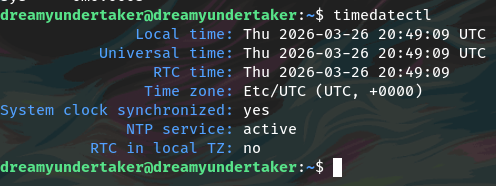 dreamyundertaker@dreamyundertaker:~$ timedatectl
Local time: Thu 2026-03-26 20:49:09 UTC
Universal time: Thu 2026-03-26 20:49:09 UTC
RTC time: Thu 2026-03-26 20:49:09
Time zone: Etc/UTC (UTC, +0000)
System clock synchronized: yes
NTP service: active
RTC in local TZ: no
dreamyundertaker@dreamyundertaker:~$